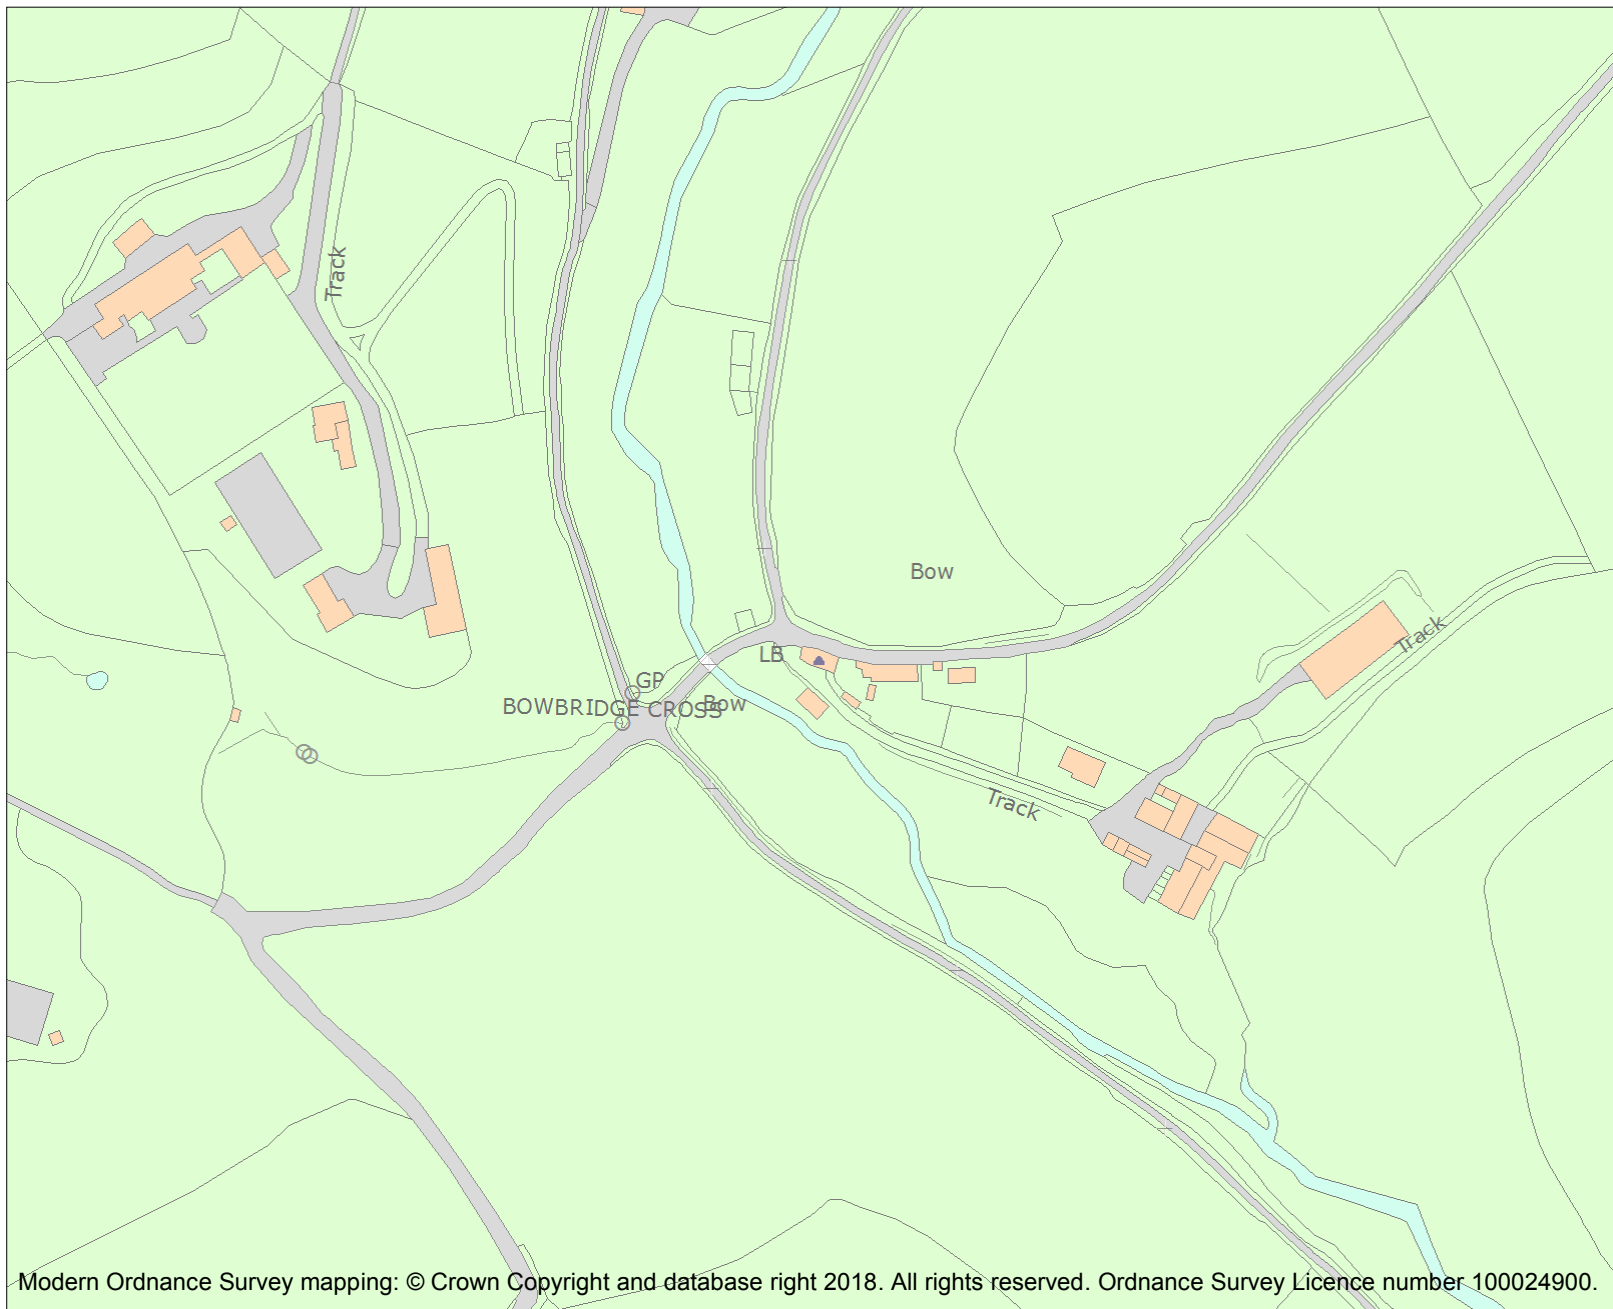 Track
Bow
Track
LB
GP
Bow
BOWBRIDGE CROSS
Track
Modern Ordnance Survey mapping: © Crown Copyright and database right 2018. All rights reserved. Ordnance Survey Licence number 100024900.